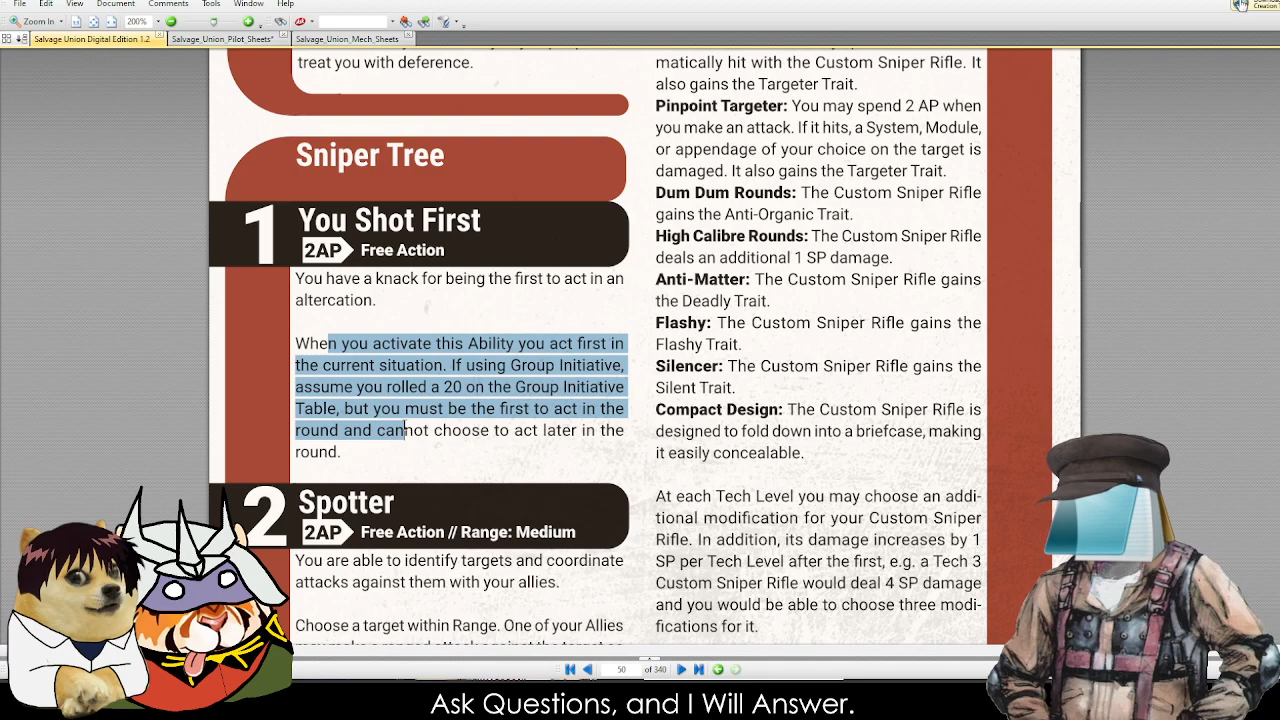 File Edit View Document Comments Tools Window Help
Zoom In 200%
Salvage Union Digital Edition 1.2 Salvage_Union_Pilot_Sheets* Salvage_Union_Mech_Sheets
Creation
treat you with deference.
Sniper Tree
1 You Shot First
2AP Free Action
You have a knack for being the first to act in an
altercation.
When you activate this Ability you act first in
the current situation. If using Group Initiative,
assume you rolled a 20 on the Group Initiative
Table, but you must be the first to act in the
round and cannot choose to act later in the
round.
2 Spotter
2AP Free Action // Range: Medium
You are able to identify targets and coordinate
attacks against them with your allies.
Choose a target within Range. One of your Allies
matically hit with the Custom Sniper Rifle. It
also gains the Targeter Trait.
Pinpoint Targeter: You may spend 2 AP when
you make an attack. If it hits, a System, Module,
or appendage of your choice on the target is
damaged. It also gains the Targeter Trait.
Dum Dum Rounds: The Custom Sniper Rifle
gains the Anti-Organic Trait.
High Calibre Rounds: The Custom Sniper Rifle
deals an additional 1 SP damage.
Anti-Matter: The Custom Sniper Rifle gains
the Deadly Trait.
Flashy: The Custom Sniper Rifle gains the
Flashy Trait.
Silencer: The Custom Sniper Rifle gains the
Silent Trait.
Compact Design: The Custom Sniper Rifle is
designed to fold down into a briefcase, making
it easily concealable.
At each Tech Level you may choose an addi-
tional modification for your Custom Sniper
Rifle. In addition, its damage increases by 1
SP per Tech Level after the first, e.g. a Tech 3
Custom Sniper Rifle would deal 4 SP damage
and you would be able to choose three modi-
fications for it.
50 of 340
Ask Questions, and I Will Answer.